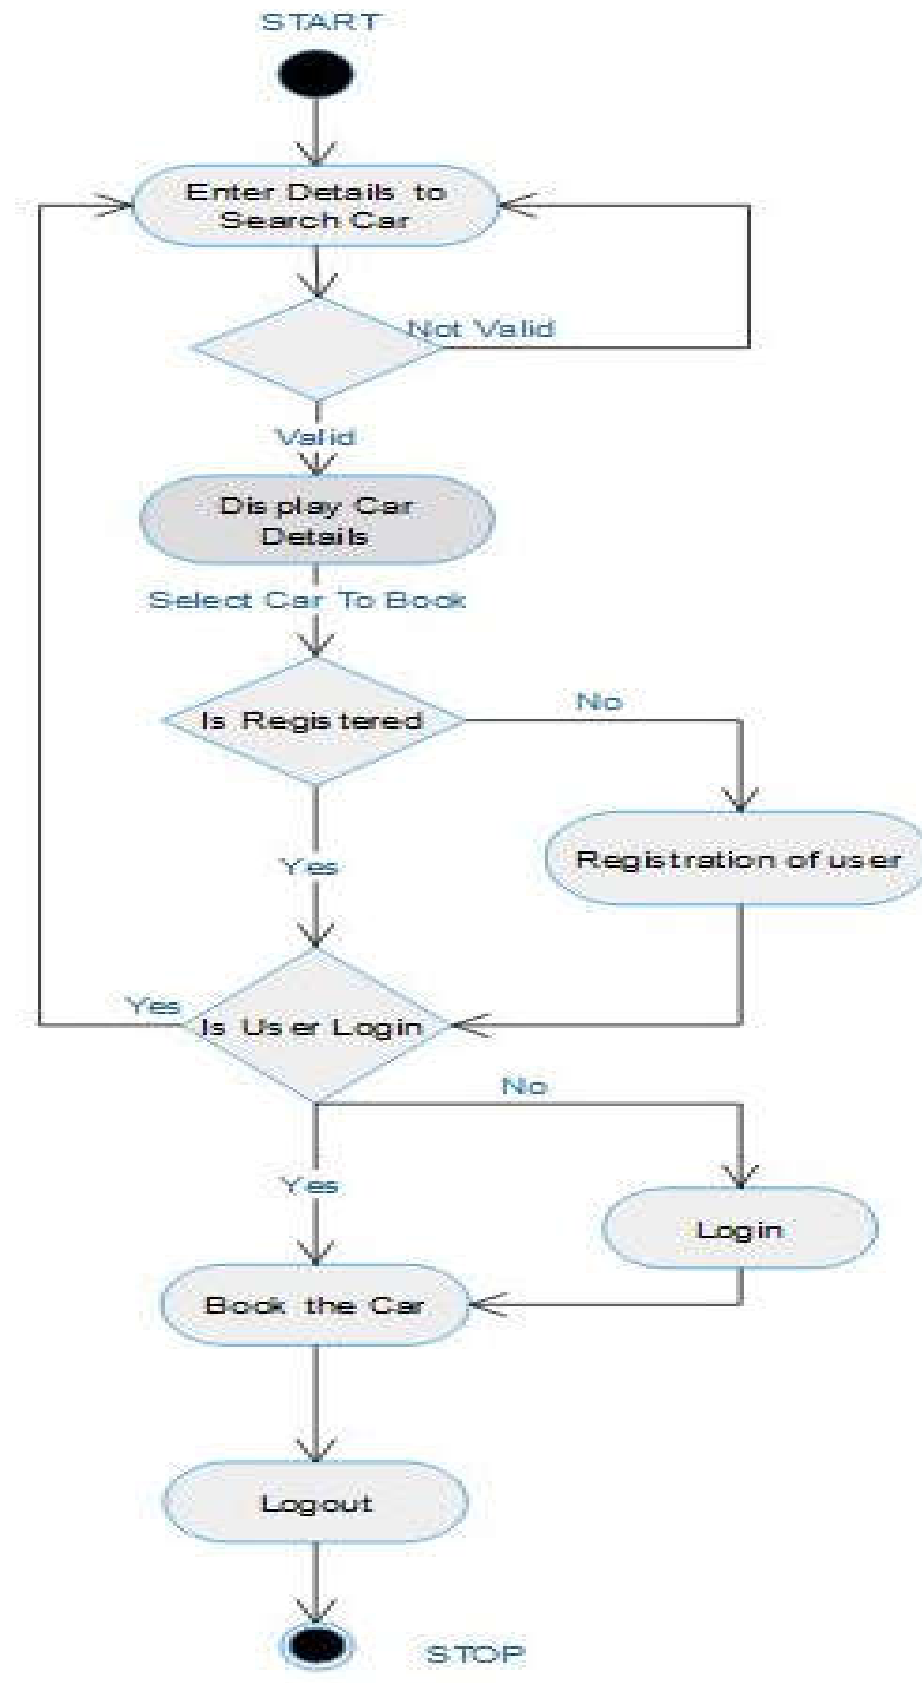 START
Enter Details to
Search Car
Not Valid
Valid
Display Car
Details
Select Car To Book
Is Registered
No
Registration of user
Yes
Yes
Is User Login
No
Yes
Login
Book the Car
Logout
STOP